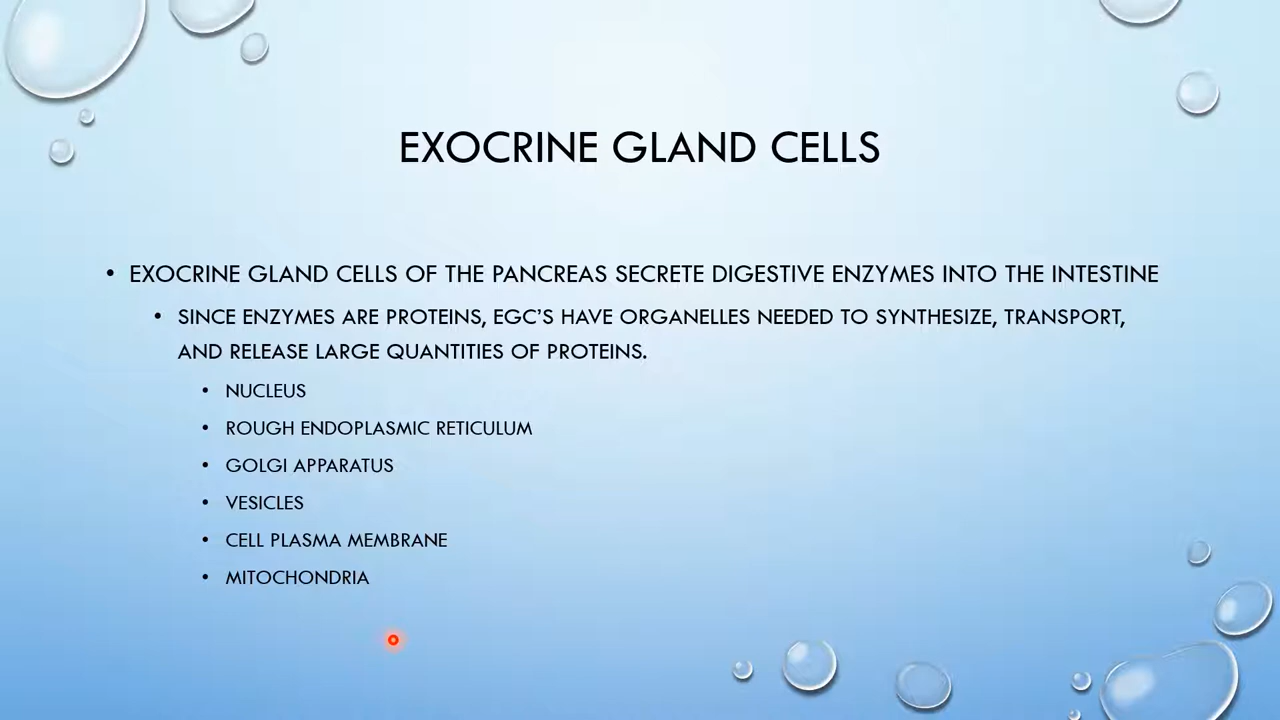 EXOCRINE GLAND CELLS
• EXOCRINE GLAND CELLS OF THE PANCREAS SECRETE DIGESTIVE ENZYMES INTO THE INTESTINE
• SINCE ENZYMES ARE PROTEINS, EGC’S HAVE ORGANELLES NEEDED TO SYNTHESIZE, TRANSPORT,
AND RELEASE LARGE QUANTITIES OF PROTEINS.
• NUCLEUS
• ROUGH ENDOPLASMIC RETICULUM
• GOLGI APPARATUS
• VESICLES
• CELL PLASMA MEMBRANE
• MITOCHONDRIA